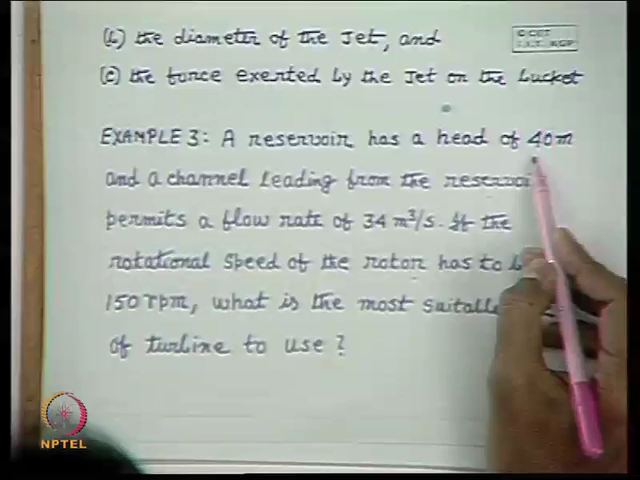 (b) the diameter of the Jet, and
© CET
I.I.T. KGP
(c) the force exerted by the Jet on the bucket
EXAMPLE 3: A reservoir has a head of 40m
and a channel leading from the
permits a flow rate of 34 m³/s. If the
rotational speed of the rotor has to
150 rpm, what is the most
of turbine to use?
NPTEL